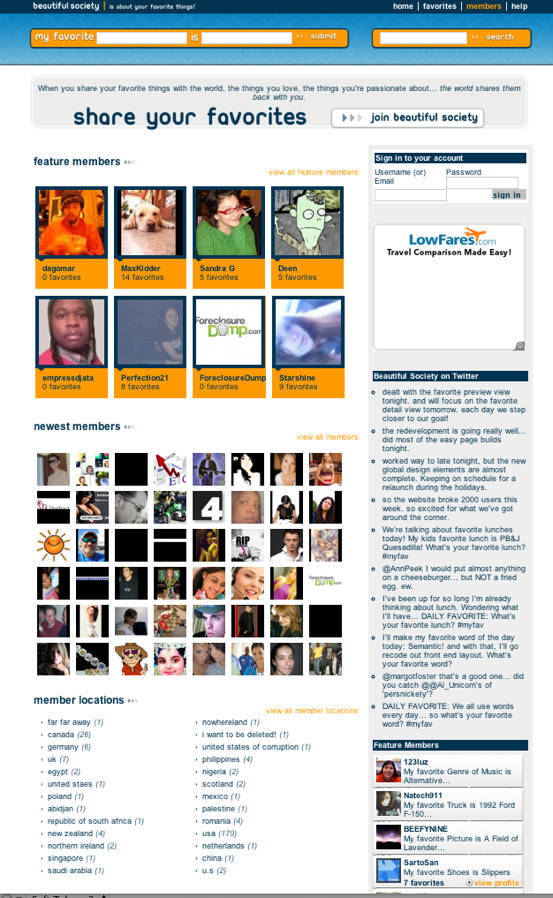 beautiful society is about your favorite things!
home | favorites | members | help
my favorite IS submit
search
When you share your favorite things with the world, the things you love, the things you're passionate about... the world shares them
back with you.
share your favorites
join beautiful society
feature members
view all feature members
dagomar
0 favorites
MaxKidder
14 favorites
Sandra G
5 favorites
Deen
5 favorites
Foreclosure
Dump.com
empressdjata
0 favorites
Perfection21
8 favorites
ForeclosureDump
0 favorites
Starshine
9 favorites
newest members
view all members
4
RIP
member locations
view all member locations
far far away (1)
canada (26)
germany (6)
uk (7)
egypt (2)
united staes (1)
poland (1)
abidjan (1)
republic of south africa (1)
new zealand (4)
northern ireland (2)
singapore (1)
saudi arabia (1)
nowhereland (1)
i want to be deleted! (1)
united states of corruption (1)
philippines (4)
nigeria (2)
scotland (2)
mexico (1)
palestine (1)
romania (4)
usa (170)
netherlands (1)
china (1)
u.s (2)
Sign in to your account
Username (or)
Email
Password
sign in
LowFares.com
Travel Comparison Made Easy!
Beautiful Society on Twitter
dealt with the favorite preview view
tonight. and will focus on the favorite
detail view tomorrow. each day we step
closer to our goal!
the redevelopment is going really well...
did most of the easy page builds
tonight.
worked way to late tonight, but the new
global design elements are almost
complete. Keeping on schedule for a
relaunch during the holidays.
so the website broke 2000 users this
week. so excited for what we've got
around the corner.
We're talking about favorite lunches
today! My kids favorite lunch is PB&J
Quesadilla! What's your favorite lunch?
#myfav
@AnnPeek I would put almost anything
on a cheeseburger... but NOT a fried
egg. ew.
I've been up for so long I'm already
thinking about lunch. Wondering what
I'll have... DAILY FAVORITE: What's
your favorite lunch? #myfav
I'll make my favorite word of the day
today: Semantic! and with that, I'll go
recode out front end layout. What's
your favorite word?
@margotfoster that's a good one... did
you catch @@Al_Unicorn's of
'persnickety'?
DAILY FAVORITE: We all use words
every day... so what's your favorite
word? #myfav
Feature Members
123luz
My favorite Genre of Music is
Alternative...
Natech911
My favorite Truck is 1992 Ford
F-150...
BEEFYNINE
My favorite Picture is A Field of
Lavender...
SartoSan
My favorite Shoes is Slippers
7 favorites view profile